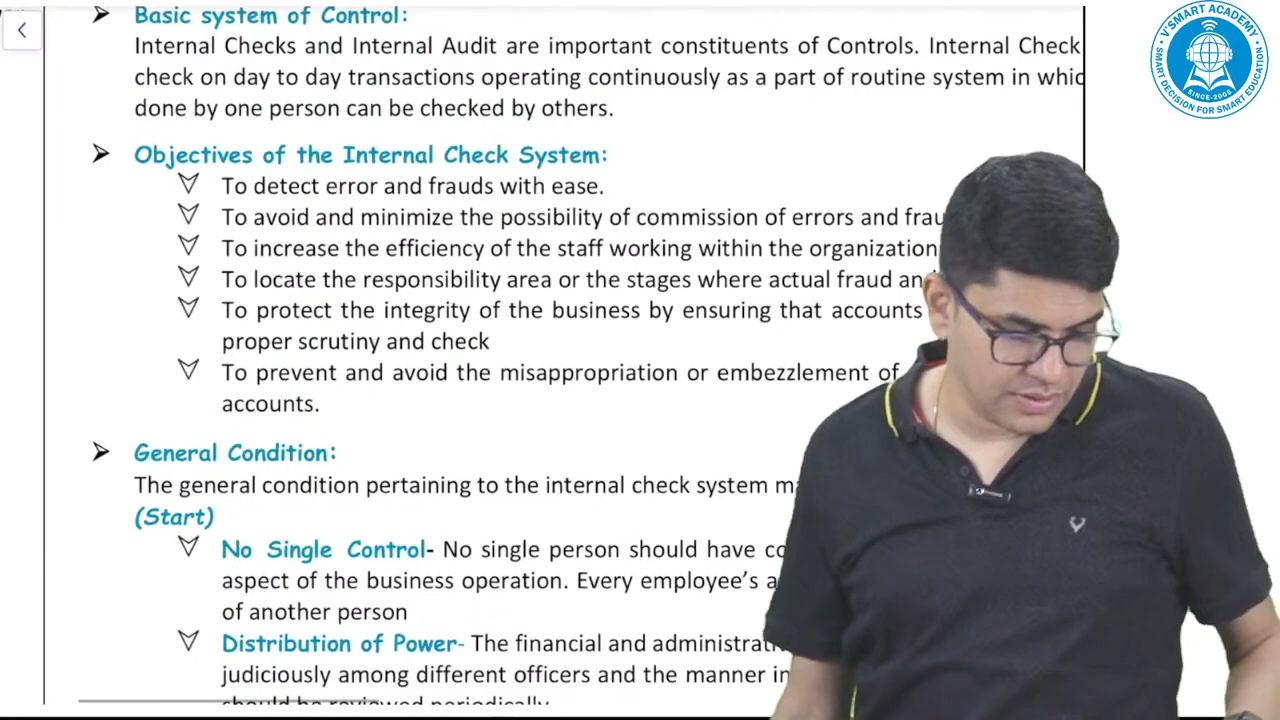 Basic system of Control:
Internal Checks and Internal Audit are important constituents of Controls. Internal Check
check on day to day transactions operating continuously as a part of routine system in
done by one person can be checked by others.
Objectives of the Internal Check System:
To detect error and frauds with ease.
To avoid and minimize the possibility of commission of errors and
To increase the efficiency of the staff working within the organization
To locate the responsibility area or the stages where actual fraud
To protect the integrity of the business by ensuring that accounts
proper scrutiny and check
To prevent and avoid the misappropriation or embezzlement of
accounts.
General Condition:
The general condition pertaining to the internal check system
(Start)
No Single Control- No single person should have
aspect of the business operation. Every employee's
of another person
Distribution of Power- The financial and
judiciously among different officers and the manner in
should be reviewed periodically
V'SMART ACADEMY
SINCE-2005
SMART DECISION FOR SMART EDUCATION